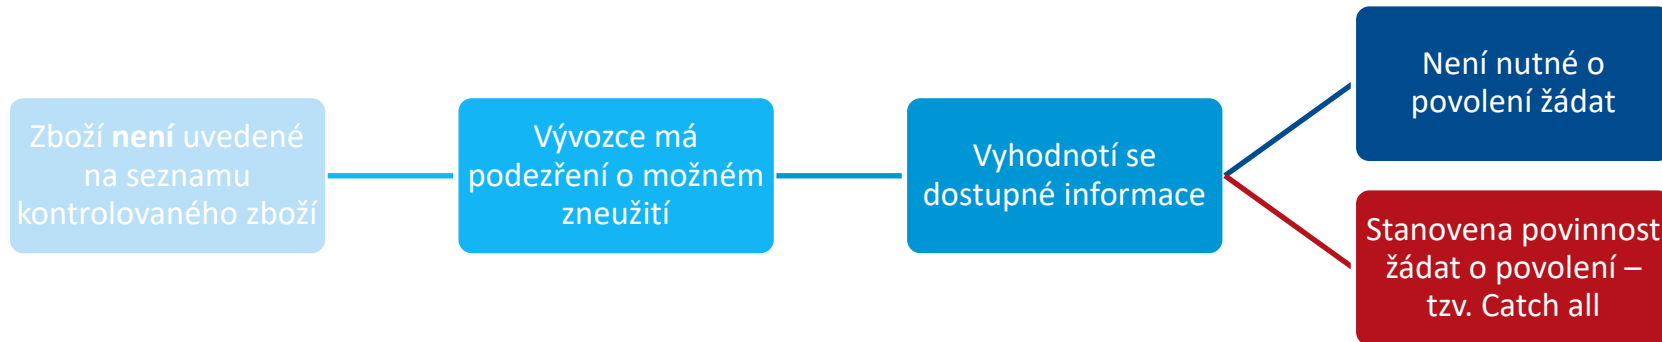 Zboží není uvedené
na seznamu
kontrolovaného zboží
Vývozce má
podezření o možném
zneužití
Vyhodnotí se
dostupné informace
Není nutné o
povolení žádat
Stanovena povinnost
žádat o povolení –
tzv. Catch all